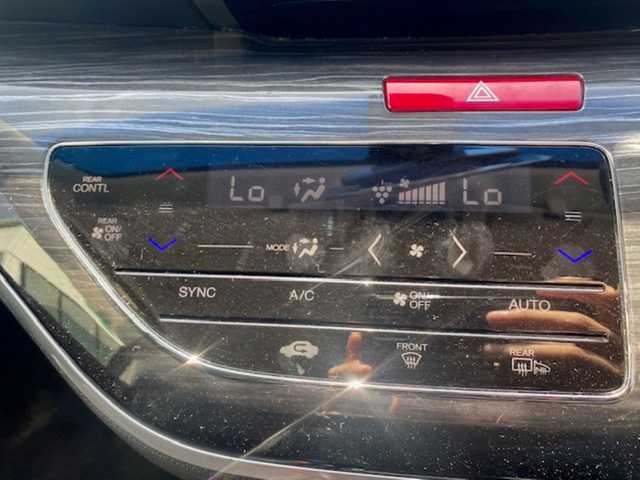 REAR
CONTL
Lo
Lo
REAR
ON/
OFF
MODE
SYNC
A/C
ON/
OFF
AUTO
FRONT
REAR